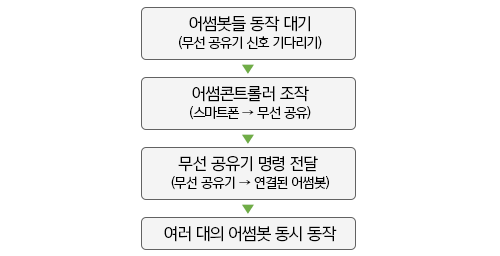 어썸봇들 동작 대기
(무선 공유기 신호 기다리기)
어썸콘트롤러 조작
(스마트폰 → 무선 공유)
무선 공유기 명령 전달
(무선 공유기 → 연결된 어썸봇)
여러 대의 어썸봇 동시 동작